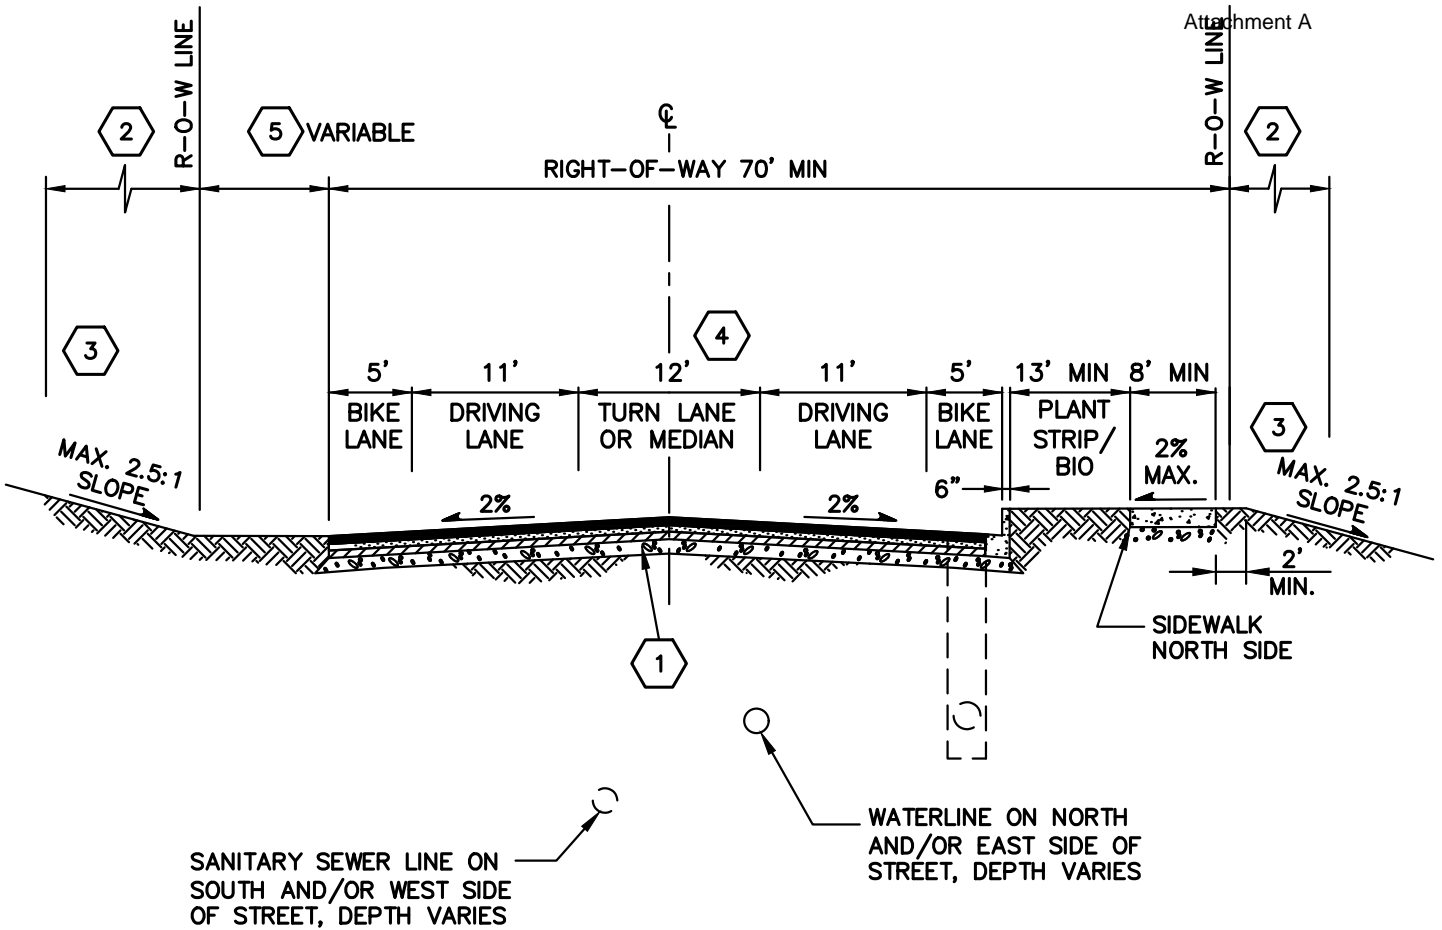 Attachment A
R-O-W LINE
R-O-W LINE
2
5 VARIABLE
℄
2
RIGHT-OF-WAY 70' MIN
3
4
5'
11'
12'
11'
5'
13' MIN
8' MIN
BIKE
LANE
DRIVING
LANE
TURN LANE
OR MEDIAN
DRIVING
LANE
BIKE
LANE
PLANT
STRIP/
BIO
3
2%
MAX.
MAX. 2.5:1
SLOPE
6"
MAX. 2.5:1
SLOPE
2%
2%
2'
MIN.
1
SIDEWALK
NORTH SIDE
WATERLINE ON NORTH
AND/OR EAST SIDE OF
STREET, DEPTH VARIES
SANITARY SEWER LINE ON
SOUTH AND/OR WEST SIDE
OF STREET, DEPTH VARIES